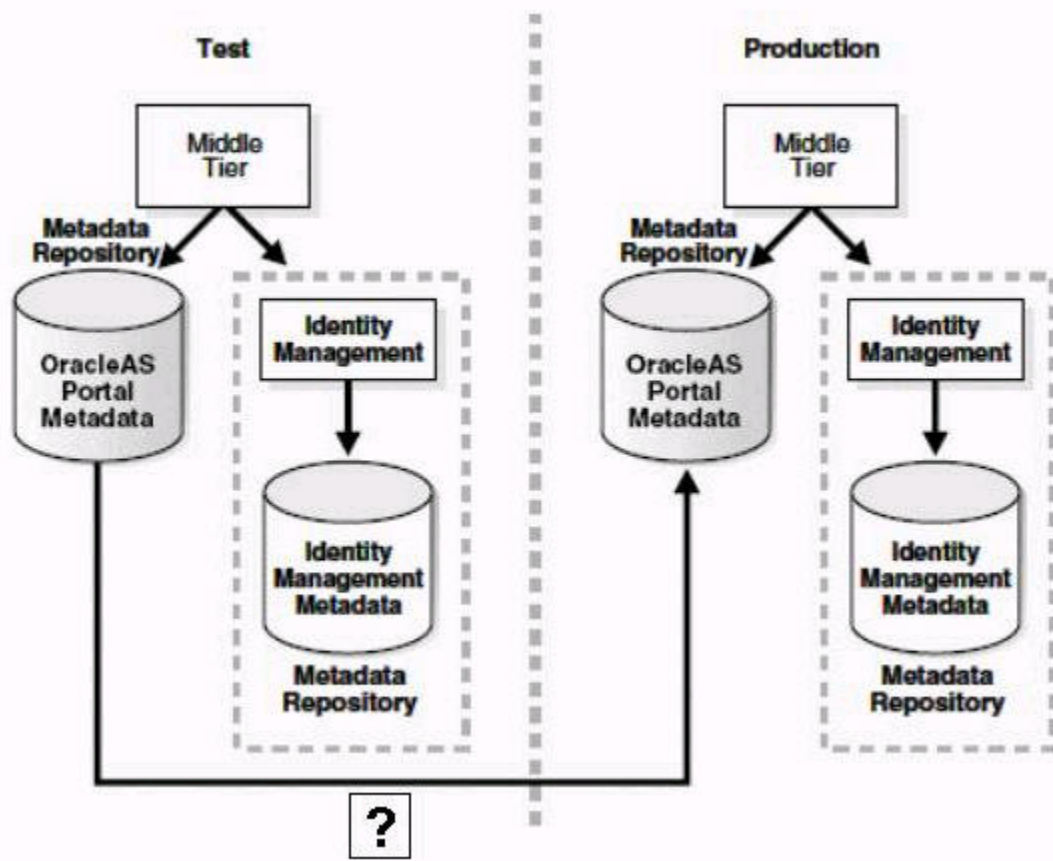 Test
Production
Middle
Tier
Metadata
Repository
OracleAS
Portal
Metadata
Identity
Management
Identity
Management
Metadata
Metadata
Repository
Middle
Tier
Metadata
Repository
OracleAS
Portal
Metadata
Identity
Management
Identity
Management
Metadata
Metadata
Repository
?